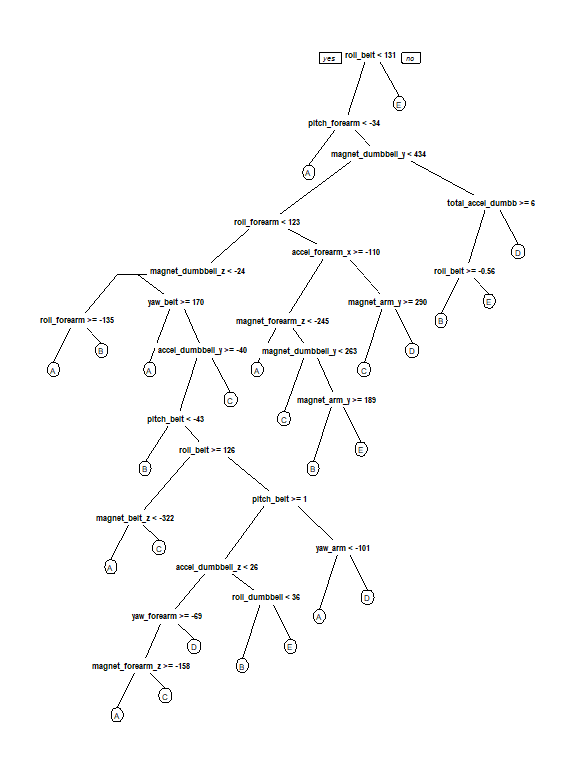 yes roll_belt < 131 no
E
pitch_forearm < -34
magnet_dumbbell_y < 434
A
total_accel_dumbb >= 6
roll_forearm < 123
accel_forearm_x >= -110
D
magnet_dumbbell_z < -24
roll_belt >= -0.56
yaw_belt >= 170
magnet_arm_y >= 290
E
roll_forearm >= -135
magnet_forearm_z < -245
B
B
accel_dumbbell_y >= -40
magnet_dumbbell_y < 263
D
A
A
A
C
C
magnet_arm_y >= 189
C
pitch_belt < -43
roll_belt >= 126
E
B
B
pitch_belt >= 1
magnet_belt_z < -322
C
yaw_arm < -101
A
accel_dumbbell_z < 26
roll_dumbbell < 36
D
yaw_forearm >= -69
A
D
E
magnet_forearm_z >= -158
B
C
A